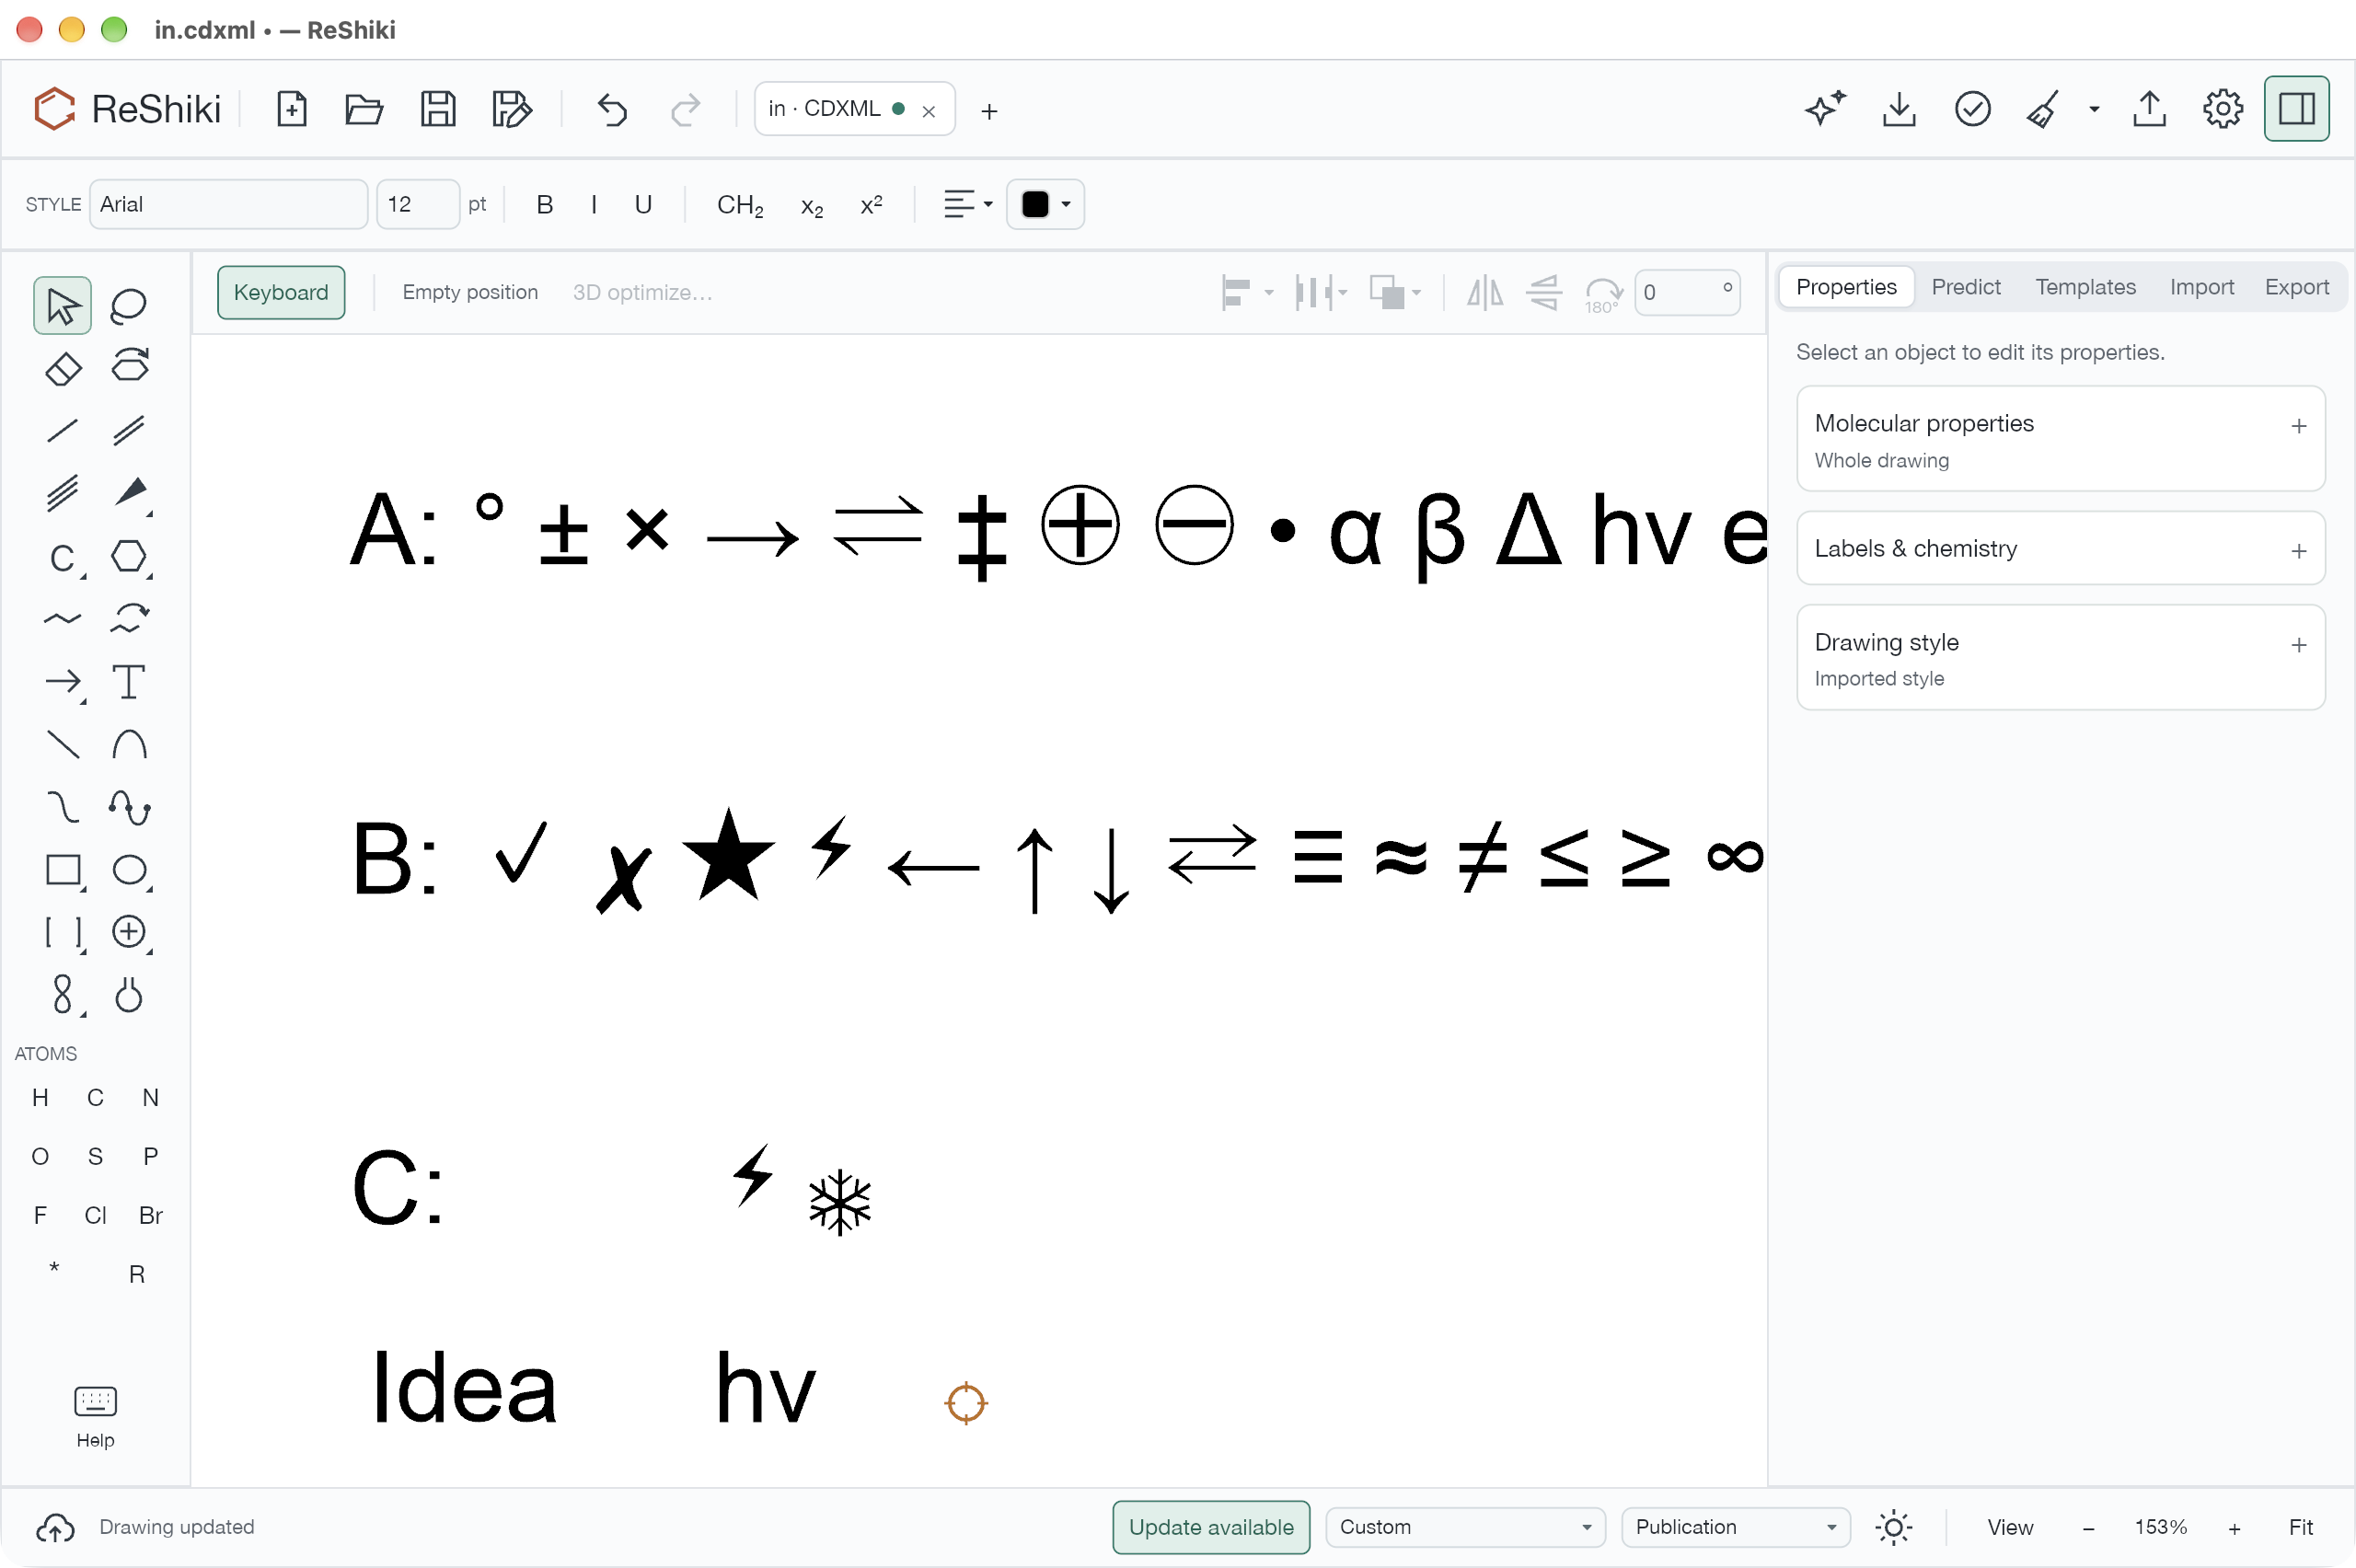 in.cdxml • — ReShiki
ReShiki
in · CDXML ● × +
STYLE Arial 12 pt B I U CH₂ x₂ x²
Keyboard Empty position 3D optimize… 180° 0 °
Properties Predict Templates Import Export
Select an object to edit its properties.
Molecular properties +
Whole drawing
Labels & chemistry +
Drawing style +
Imported style
A: ° ± × → ⇌ ‡ ⊕ ⊖ • α β Δ hν e
B: ✓ ✗ ★ ⚡ ← ↑ ↓ ⇄ ≡ ≈ ≠ ≤ ≥ ∞
C: ⚡ ❄
Idea hν
C
T
[ ]
ATOMS
H C N
O S P
F Cl Br
* R
Help
Drawing updated
Update available Custom Publication View − 153% + Fit